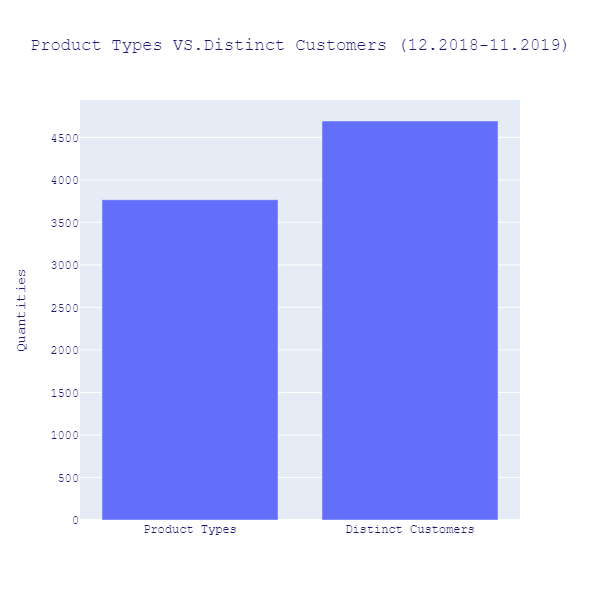 Product Types VS.Distinct Customers (12.2018-11.2019)
4500
4000
3500
3000
2500
2000
1500
1000
500
0
Quantities
Product Types
Distinct Customers